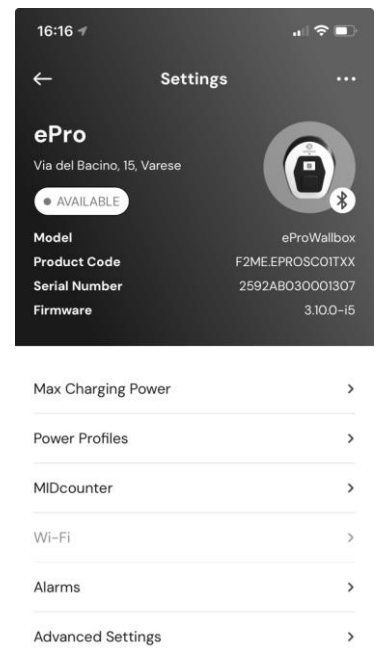 16:16
Settings
ePro
Via del Bacino, 15, Varese
AVAILABLE
Model eProWallbox
Product Code F2ME.EPROSC01TXX
Serial Number 2592AB030001307
Firmware 3.10.0-i5
Max Charging Power
Power Profiles
MIDcounter
Wi-Fi
Alarms
Advanced Settings